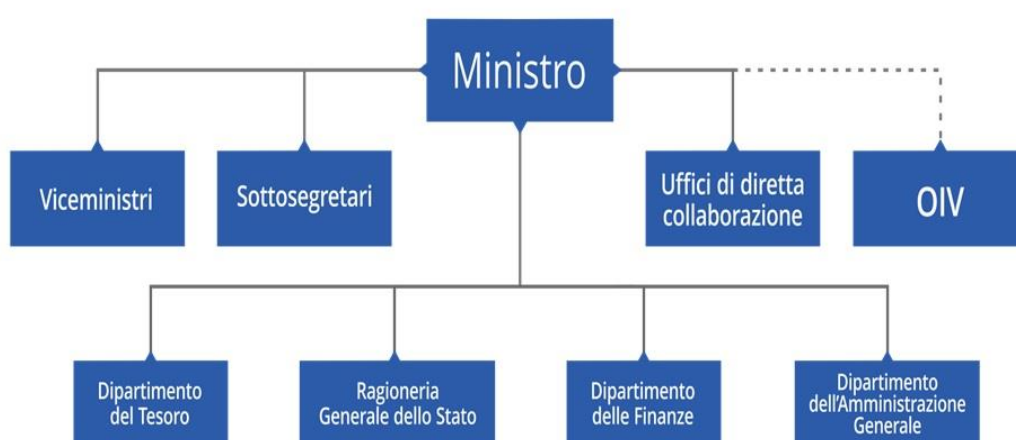 Ministro
Viceministri
Sottosegretari
Uffici di diretta
collaborazione
OIV
Dipartimento
del Tesoro
Ragioneria
Generale dello Stato
Dipartimento
delle Finanze
Dipartimento
dell'Amministrazione
Generale